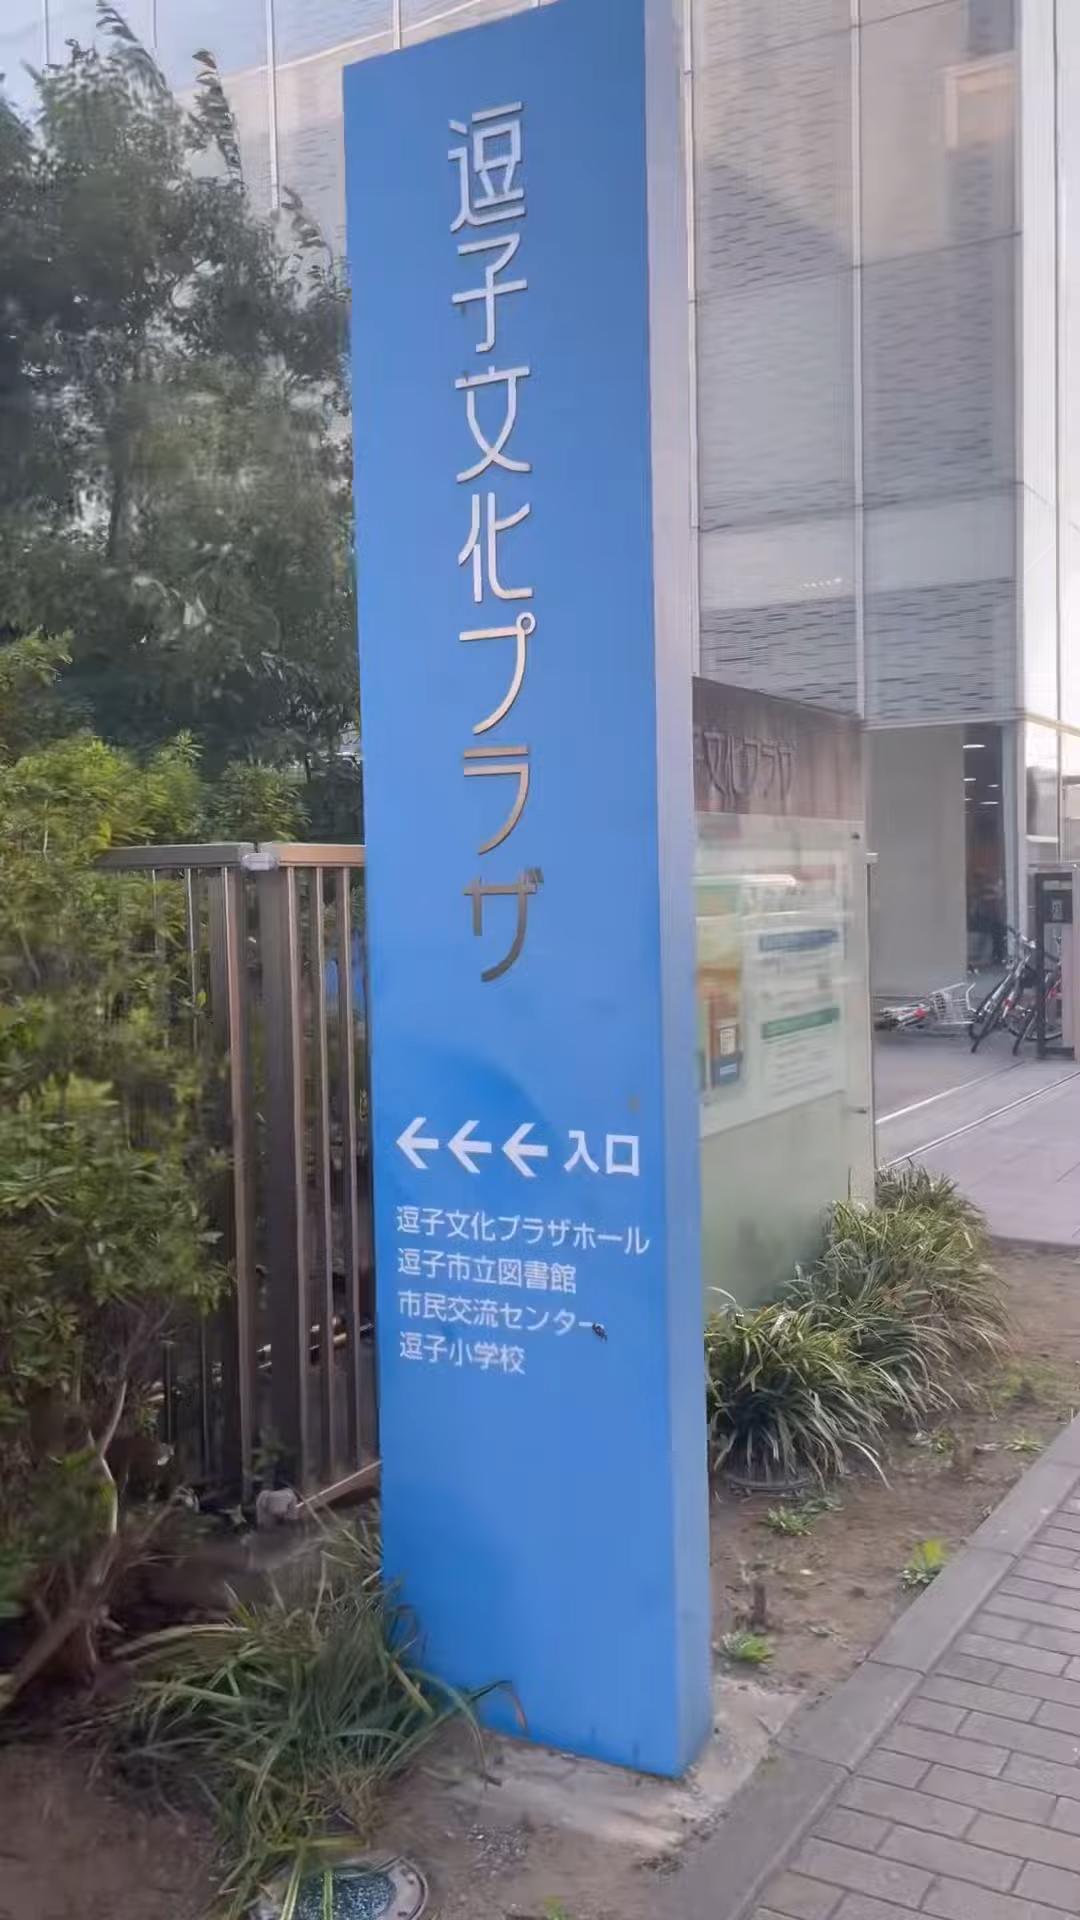 逗子文化プラザ
←←← 入口
逗子文化プラザホール
逗子市立図書館
市民交流センター
逗子小学校
文化プラザ